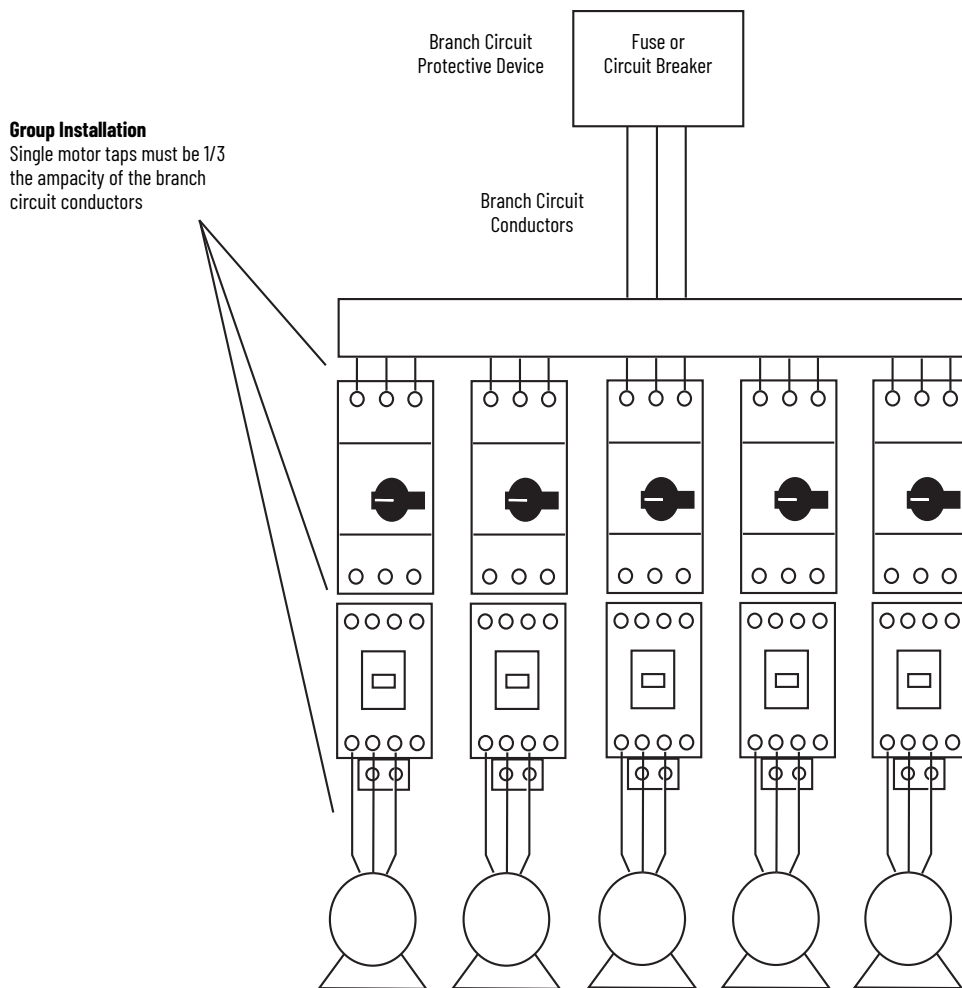 Branch Circuit
Protective Device
Fuse or
Circuit Breaker
Group Installation
Single motor taps must be 1/3
the ampacity of the branch
circuit conductors
Branch Circuit
Conductors